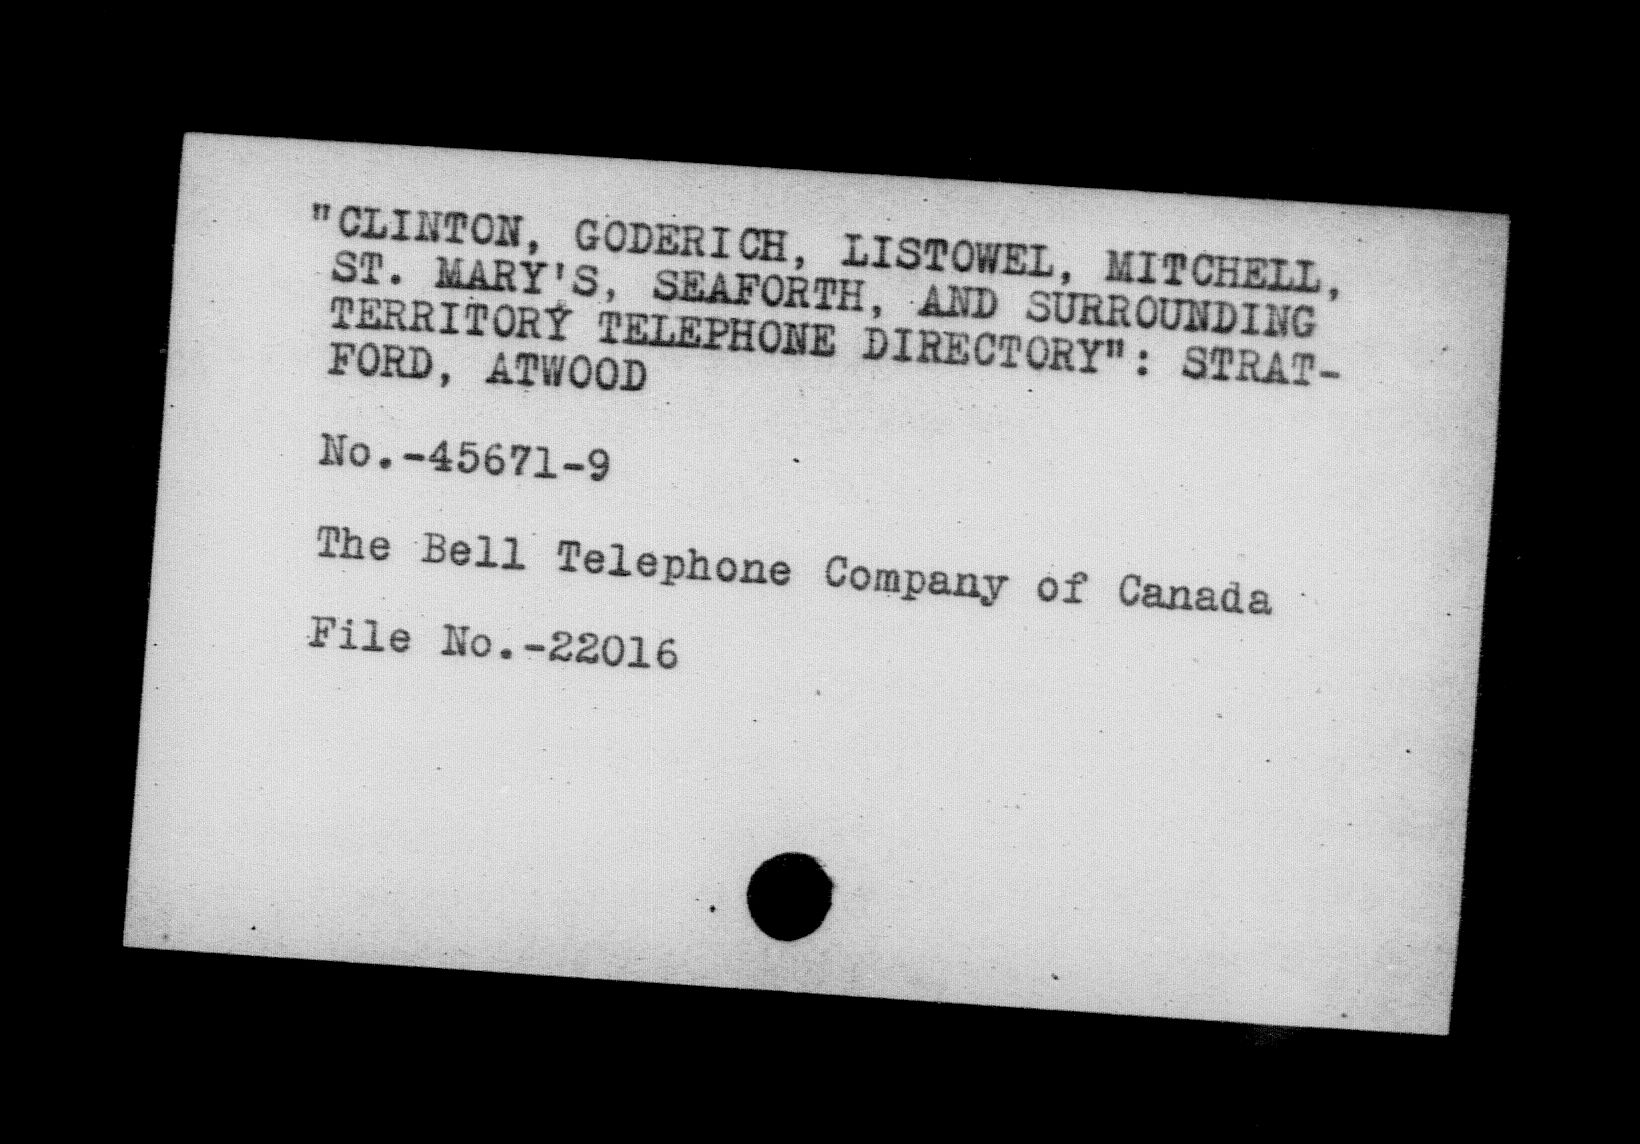 "CLINTON, GODERICH, LISTOWEL, MITCHELL,
ST. MARY'S, SEAFORTH, AND SURROUNDING
TERRITORY TELEPHONE DIRECTORY": STRAT-
FORD, ATWOOD
No.-45671-9
The Bell Telephone Company of Canada
File No.-22016